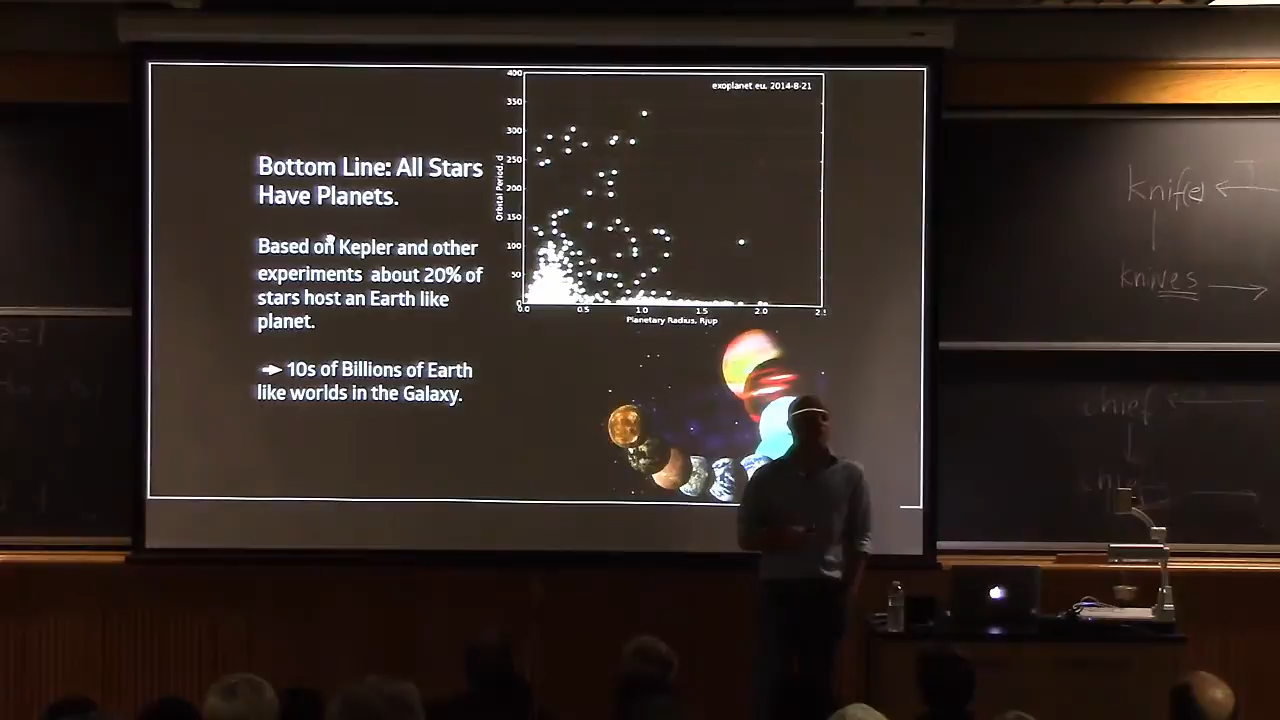 Bottom Line: All Stars
Have Planets.
Based on Kepler and other
experiments about 20% of
stars host an Earth like
planet.
→ 10s of Billions of Earth
like worlds in the Galaxy.
exoplanet.eu, 2014-8-21
400
350
300
250
200
150
100
50
0
Orbital Period, d
0.0 0.5 1.0 1.5 2.0
Planetary Radius, Rjup
knif(e) ←
knives →
chief ←